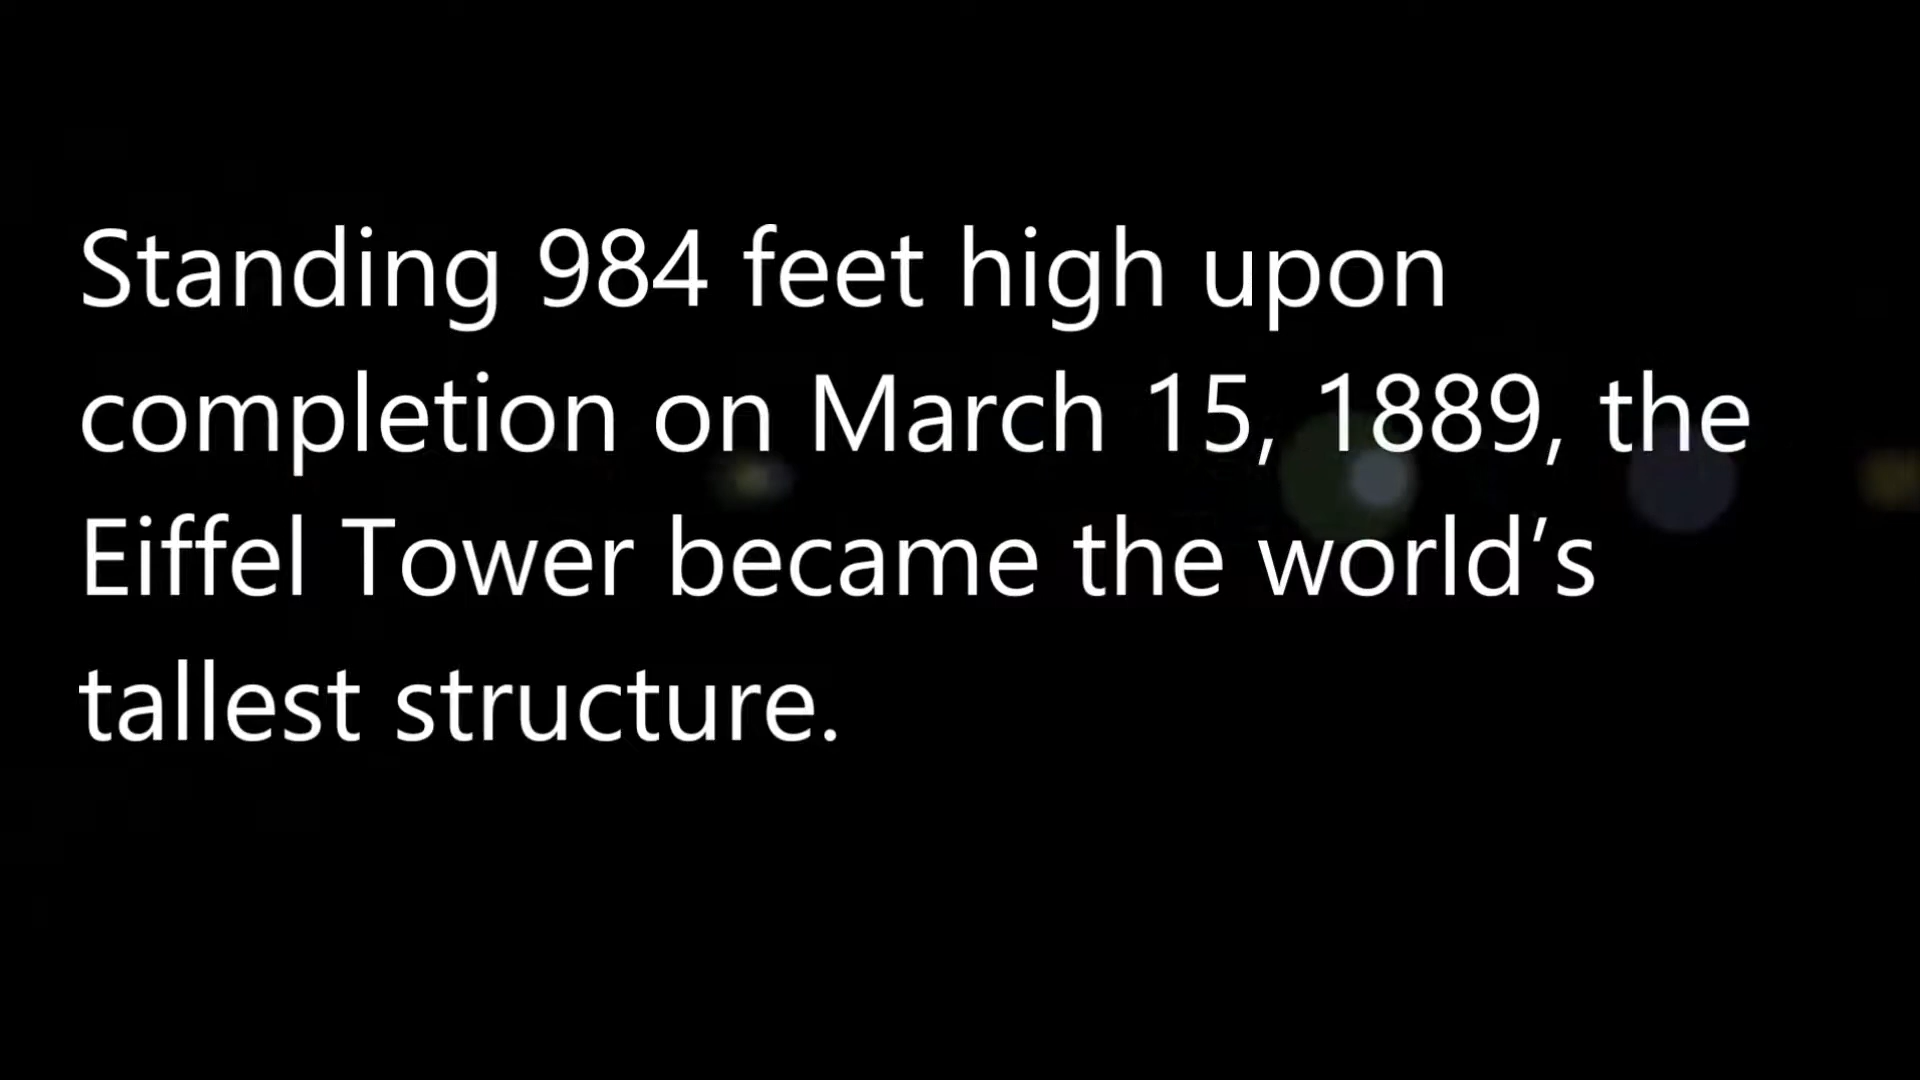 Standing 984 feet high upon
completion on March 15, 1889, the
Eiffel Tower became the world’s
tallest structure.